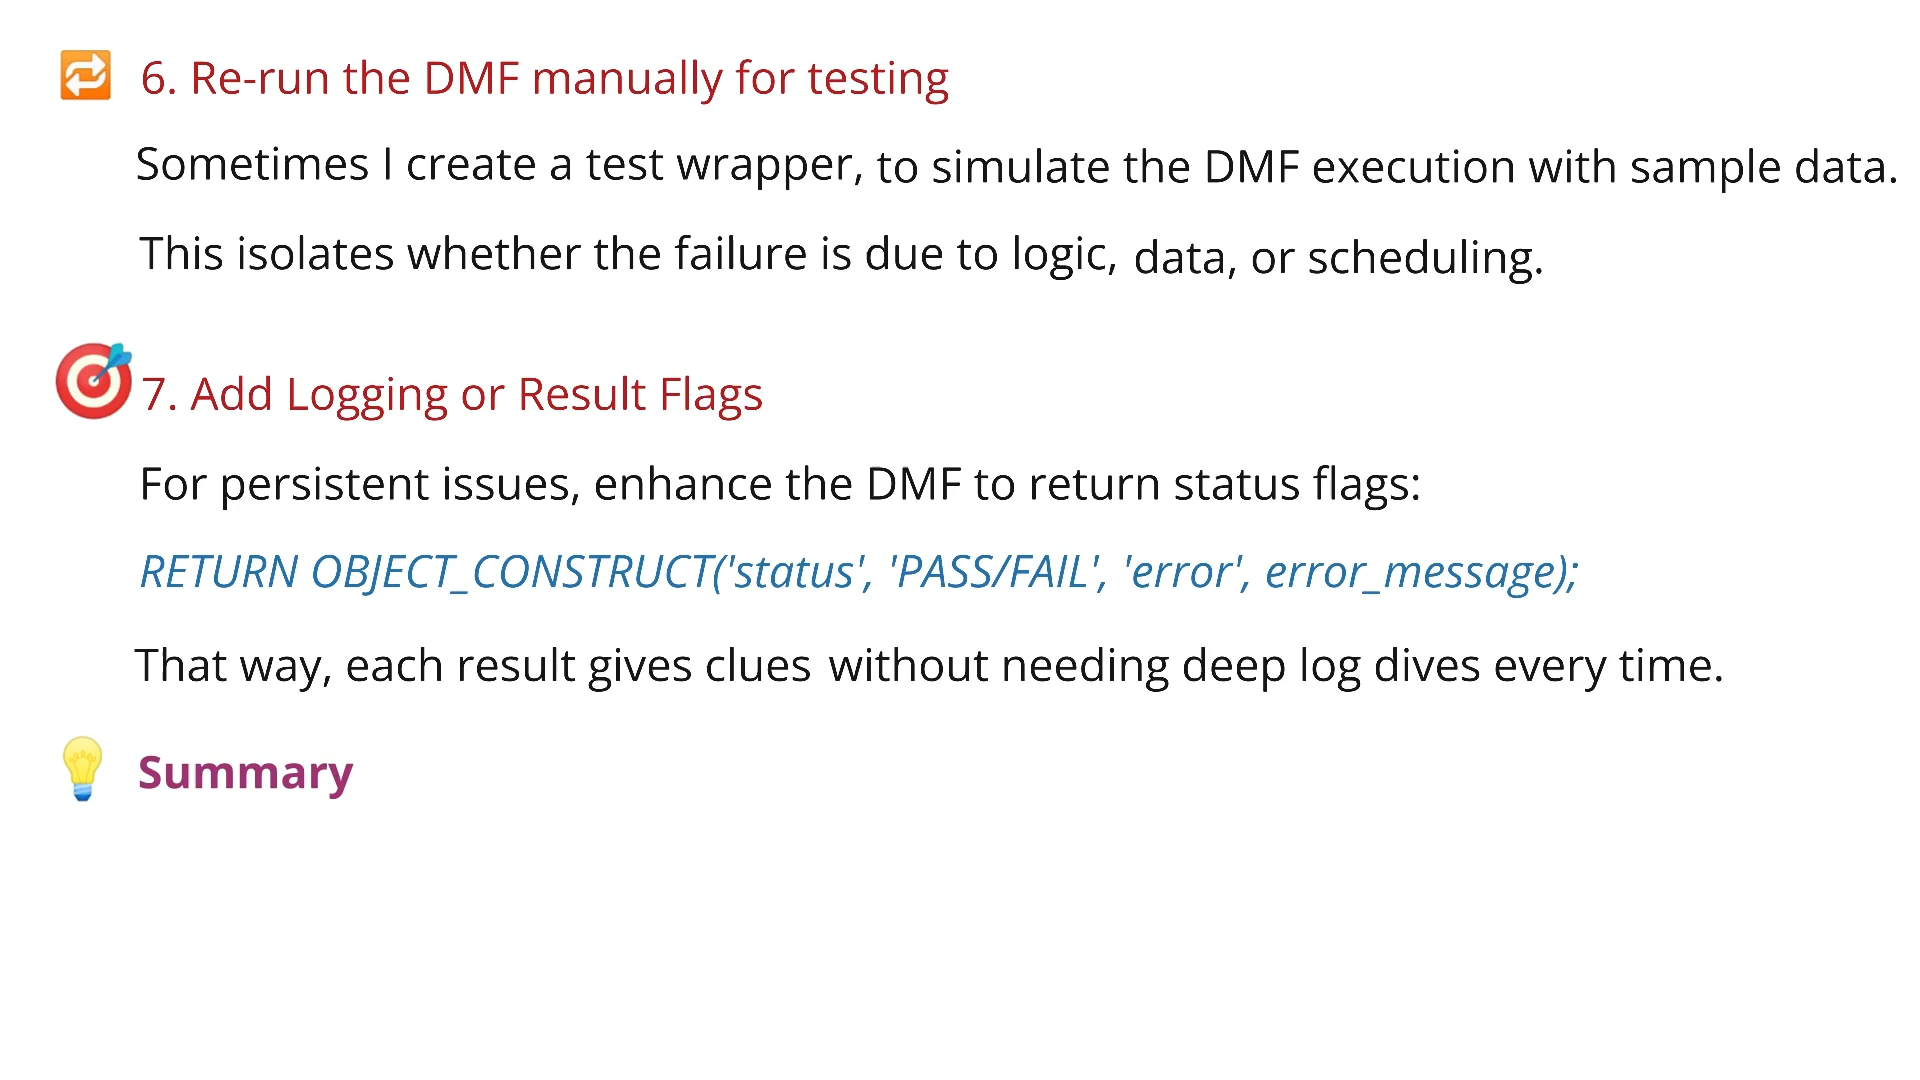 6. Re-run the DMF manually for testing
Sometimes I create a test wrapper, to simulate the DMF execution with sample data.
This isolates whether the failure is due to logic, data, or scheduling.
7. Add Logging or Result Flags
For persistent issues, enhance the DMF to return status flags:
RETURN OBJECT_CONSTRUCT('status', 'PASS/FAIL', 'error', error_message);
That way, each result gives clues without needing deep log dives every time.
Summary